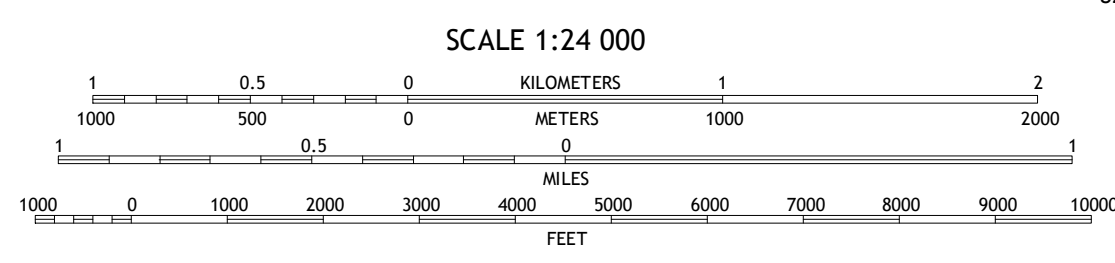 SCALE 1:24 000
1 0.5 0 KILOMETERS 1 2
1000 500 0 METERS 1000 2000
1 0.5 0 1
MILES
1000 0 1000 2000 3000 4000 5000 6000 7000 8000 9000 10000
FEET